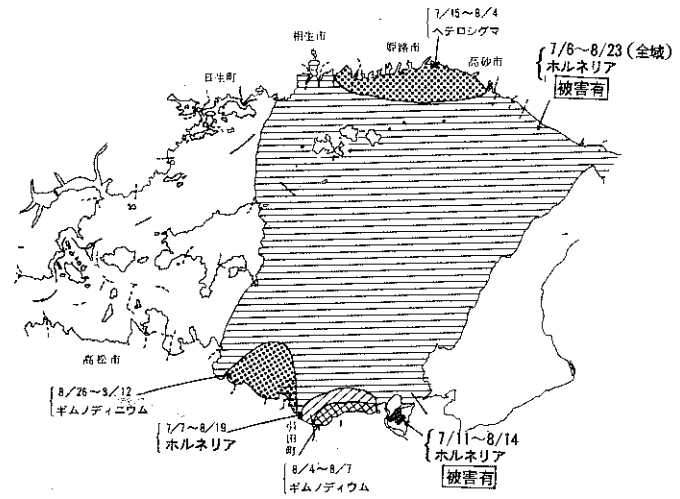 7/15～8/4
ヘテロシグマ
相生市
姫路市
高砂市
日生町
7/6～8/23（全域）
ホルネリア
被害有
高松市
8/26～9/12
ギムノディニウム
7/7～8/19
ホルネリア
引田町
8/4～8/7
ギムノディウム
7/11～8/14
ホルネリア
被害有